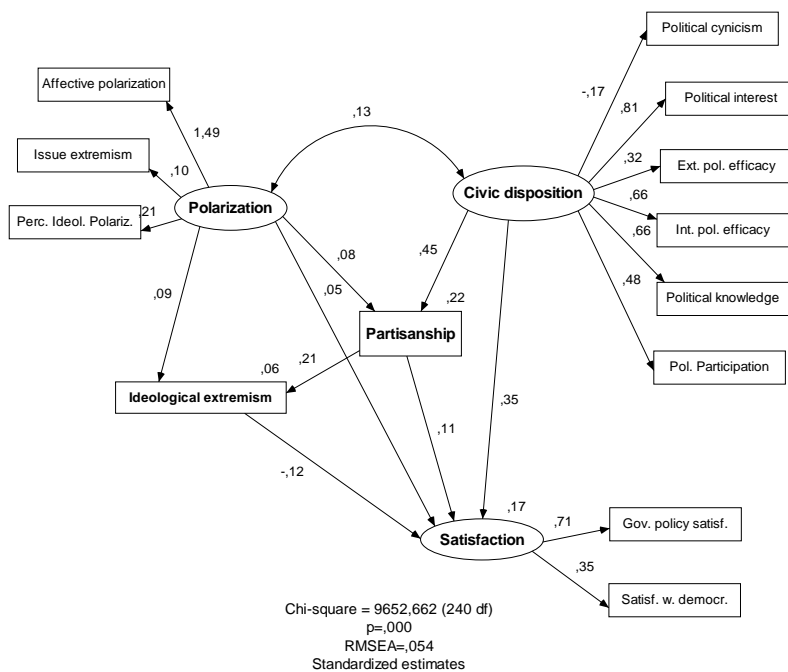 Political cynicism
Affective polarization
-,17
Political interest
,13
,81
1,49
Issue extremism
,10
,32
Ext. pol. efficacy
Civic disposition
,66
Perc. Ideol. Polariz.
,21
Polarization
Int. pol. efficacy
,66
,08
,45
,05
,48
Political knowledge
,09
,22
Partisanship
,06
,21
Pol. Participation
Ideological extremism
,35
,11
-,12
,17
,71
Gov. policy satisf.
Satisfaction
,35
Satisf. w. democr.
Chi-square = 9652,662 (240 df)
p=,000
RMSEA=,054
Standardized estimates